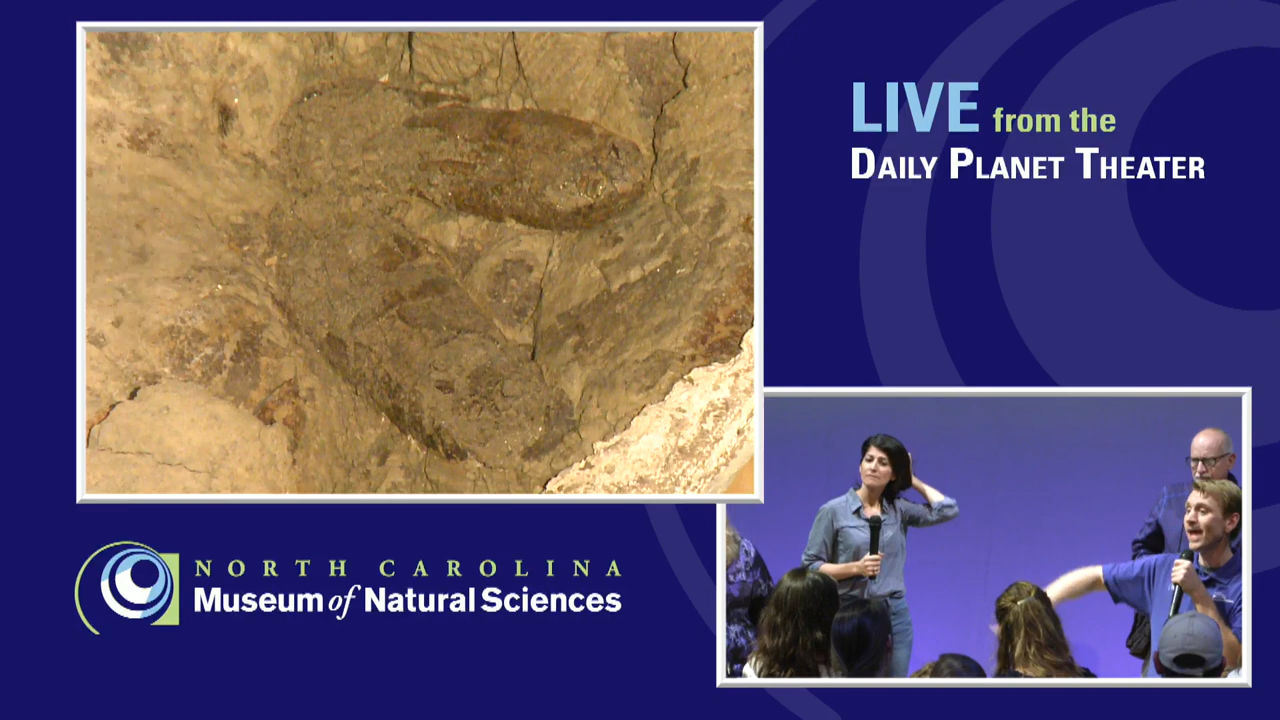 LIVE from the
DAILY PLANET THEATER
NORTH CAROLINA
Museum of Natural Sciences